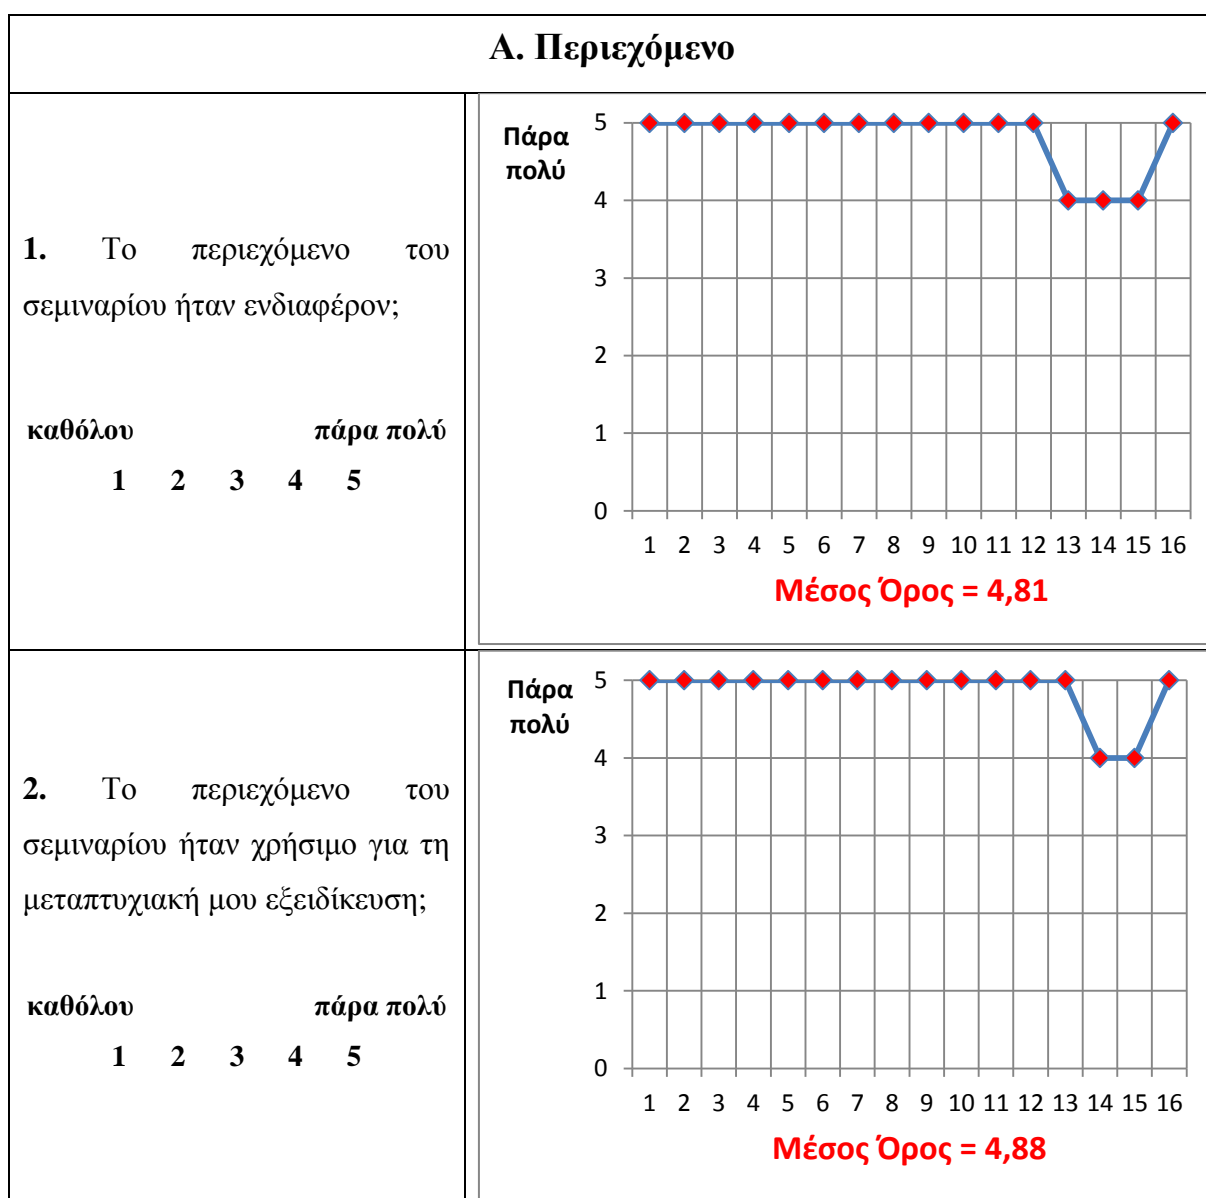 Α. Περιεχόμενο
1. Το περιεχόμενο του
σεμιναρίου ήταν ενδιαφέρον;
καθόλου πάρα πολύ
1 2 3 4 5
Πάρα
πολύ
5
4
3
2
1
0
1 2 3 4 5 6 7 8 9 10 11 12 13 14 15 16
Μέσος Όρος = 4,81
2. Το περιεχόμενο του
σεμιναρίου ήταν χρήσιμο για τη
μεταπτυχιακή μου εξειδίκευση;
καθόλου πάρα πολύ
1 2 3 4 5
Πάρα
πολύ
5
4
3
2
1
0
1 2 3 4 5 6 7 8 9 10 11 12 13 14 15 16
Μέσος Όρος = 4,88